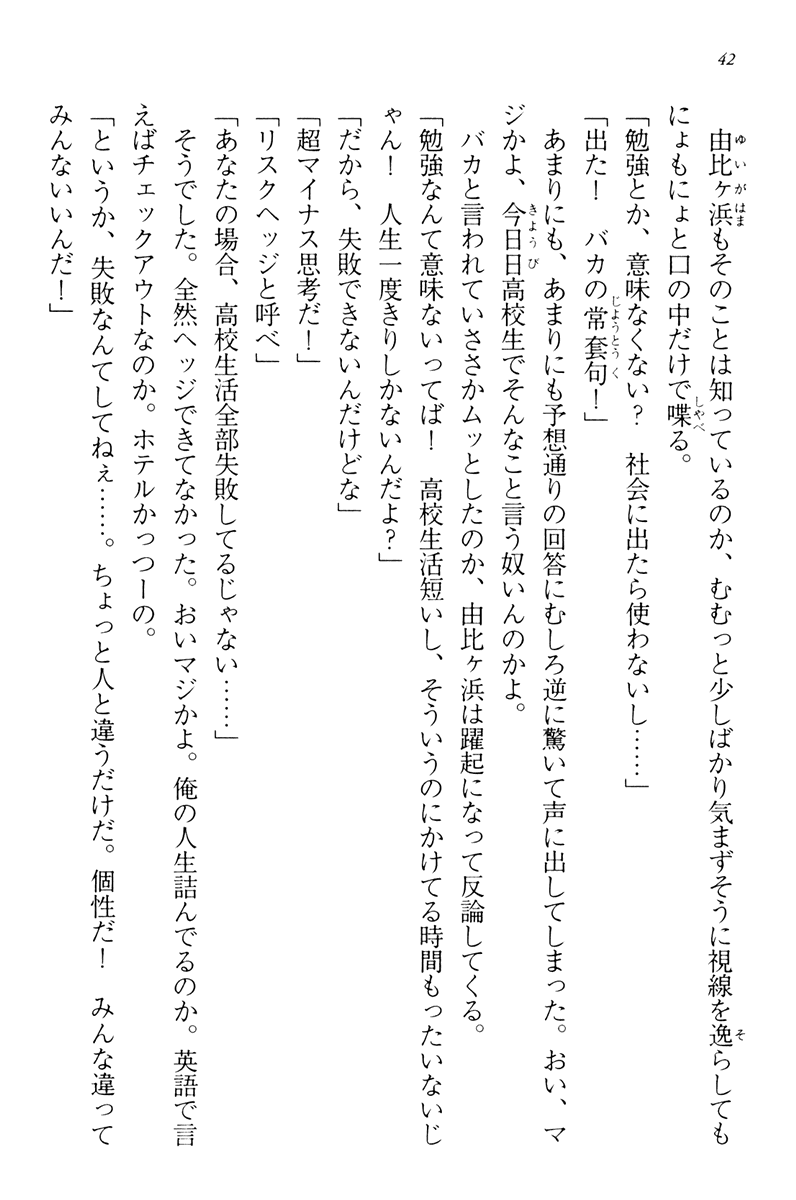 42
由比ヶ浜もそのことは知っているのか、むむっと少しばかり気まずそうに視線を逸らしても
にょもにょと口の中だけで喋る。
「勉強とか、意味なくない？　社会に出たら使わないし……」
「出た！　バカの常套句！」
あまりにも、あまりにも予想通りの回答にむしろ逆に驚いて声に出してしまった。おい、マ
ジかよ、今日日高校生でそんなこと言う奴いんのかよ。
バカと言われていささかムッとしたのか、由比ヶ浜は躍起になって反論してくる。
「勉強なんて意味ないってば！　高校生活短いし、そういうのにかけてる時間もったいないじ
ゃん！　人生一度きりしかないんだよ？」
「だから、失敗できないんだけどな」
「超マイナス思考だ！」
「リスクヘッジと呼べ」
「あなたの場合、高校生活全部失敗してるじゃない……」
そうでした。全然ヘッジできてなかった。おいマジかよ。俺の人生詰んでるのか。英語で言
えばチェックアウトなのか。ホテルかっつーの。
「というか、失敗なんてしてねぇ……。ちょっと人と違うだけだ。個性だ！　みんな違って
みんないいんだ！」